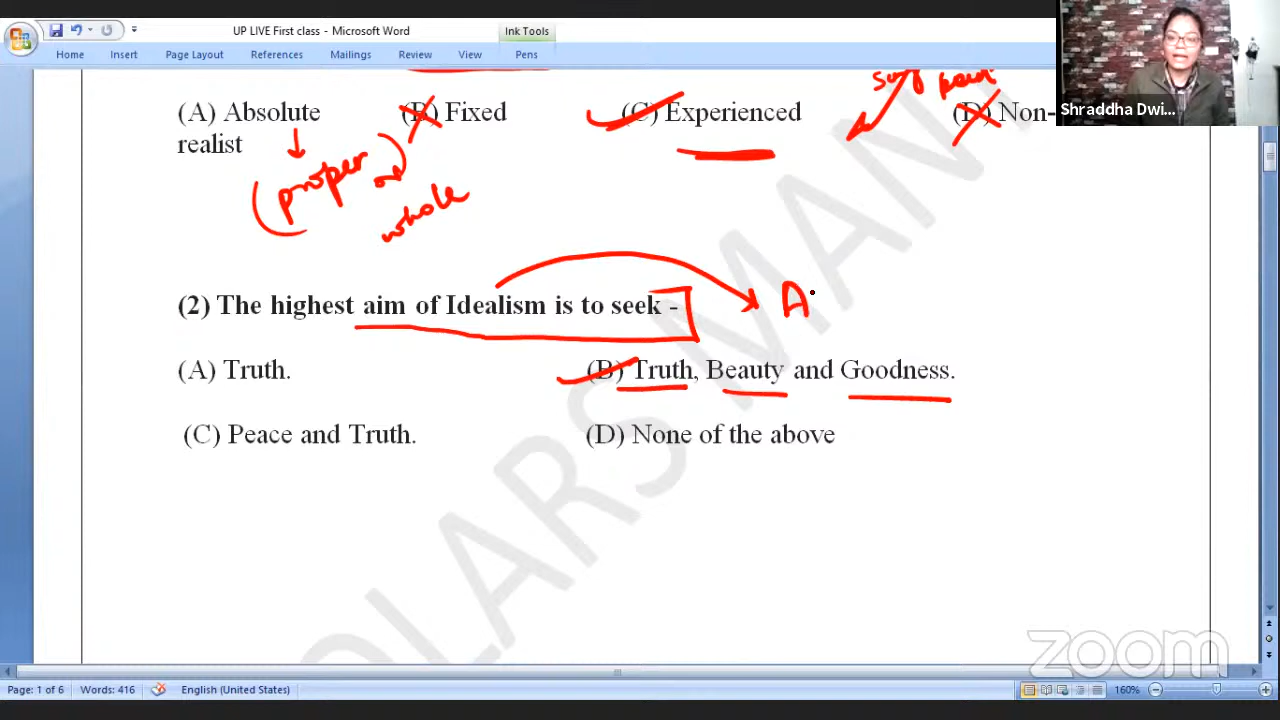 UP LIVE First class - Microsoft Word
Ink Tools
Home Insert Page Layout References Mailings Review View Pens
Shraddha Dwi...
(A) Absolute (B) Fixed (C) Experienced (D) Non-
realist
(proper or)
whole
(2) The highest aim of Idealism is to seek - A
(A) Truth. (B) Truth, Beauty and Goodness.
(C) Peace and Truth. (D) None of the above
OLARS MAN
zoom
Page: 1 of 6 Words: 416 English (United States) 160%